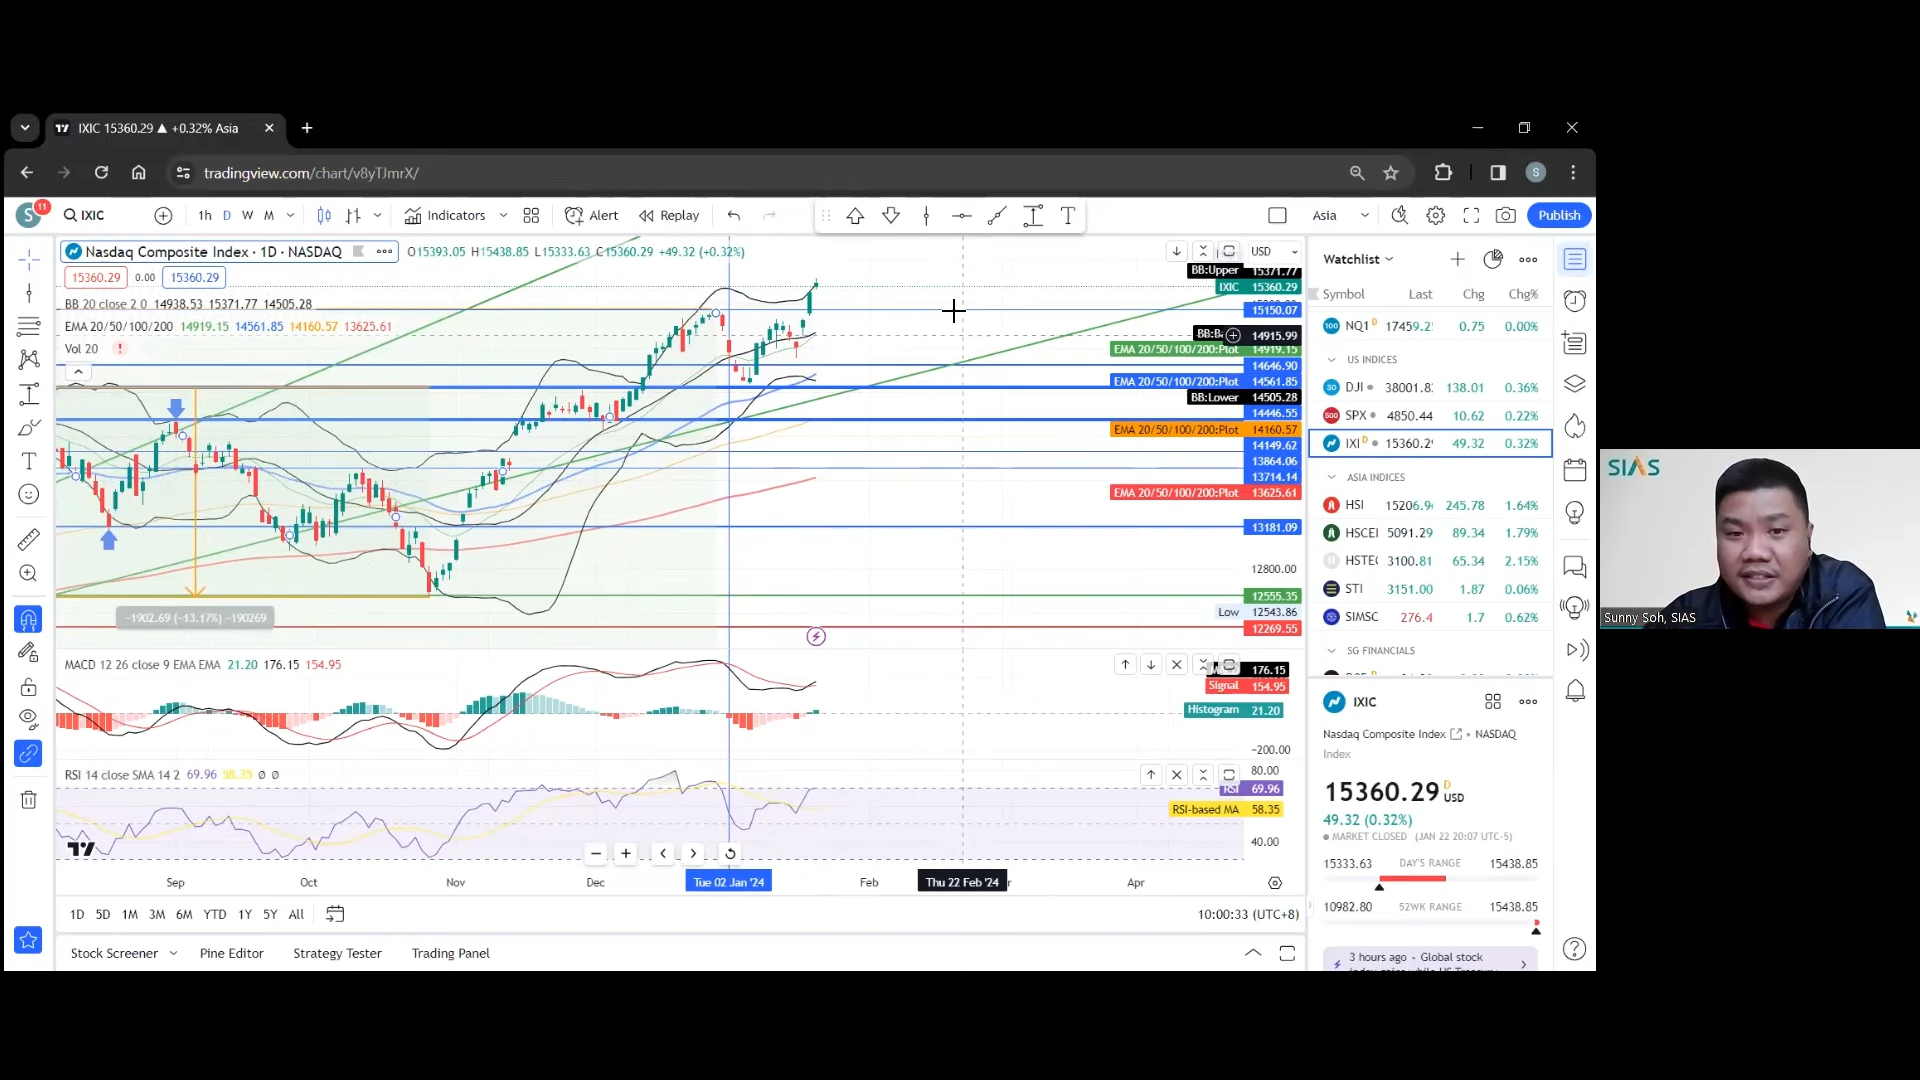 IXIC 15360.29 ▲ +0.32% Asia
tradingview.com/chart/v8yTJmrX/
S
S 11 IXIC 1h D W M Indicators Alert Replay Asia Publish
Nasdaq Composite Index · 1D · NASDAQ O15393.05 H15438.85 L15333.63 C15360.29 +49.32 (+0.32%) USD
15360.29 0.00 15360.29
BB 20 close 2 0 14938.53 15371.77 14505.28
EMA 20/50/100/200 14919.15 14561.85 14160.57 13625.61
Vol 20
BB:Upper 15371.77
IXIC 15360.29
15150.07
14915.99
EMA 20/50/100/200:Plot 14919.15
14646.90
EMA 20/50/100/200:Plot 14561.85
BB:Lower 14505.28
14446.55
EMA 20/50/100/200:Plot 14160.57
14149.62
13864.06
13714.14
EMA 20/50/100/200:Plot 13625.61
13181.09
12800.00
12555.35
Low 12543.86
12269.55
−1902.69 (−13.17%) −190269
MACD 12 26 close 9 EMA EMA 21.20 176.15 154.95
176.15
Signal 154.95
Histogram 21.20
−200.00
RSI 14 close SMA 14 2 69.96 58.35 Ø Ø
80.00
RSI 69.96
RSI-based MA 58.35
40.00
Sep Oct Nov Dec Tue 02 Jan '24 Feb Thu 22 Feb '24 Apr
1D 5D 1M 3M 6M YTD 1Y 5Y All 10:00:33 (UTC+8)
Stock Screener Pine Editor Strategy Tester Trading Panel
Watchlist
Symbol Last Chg Chg%
NQ1 D 17459.2 0.75 0.00%
US INDICES
DJI 38001.8 138.01 0.36%
SPX 4850.44 10.62 0.22%
IXI D 15360.2 49.32 0.32%
ASIA INDICES
HSI 15206.9 245.78 1.64%
HSCEI 5091.29 89.34 1.79%
HSTEC 3100.81 65.34 2.15%
STI 3151.00 1.87 0.06%
SIMSC 276.4 1.7 0.62%
SG FINANCIALS
IXIC
Nasdaq Composite Index • NASDAQ
Index
15360.29 D USD
49.32 (0.32%)
MARKET CLOSED (JAN 22 20:07 UTC-5)
15333.63 DAY'S RANGE 15438.85
10982.80 52WK RANGE 15438.85
3 hours ago • Global stock
SIAS
Sunny Soh, SIAS